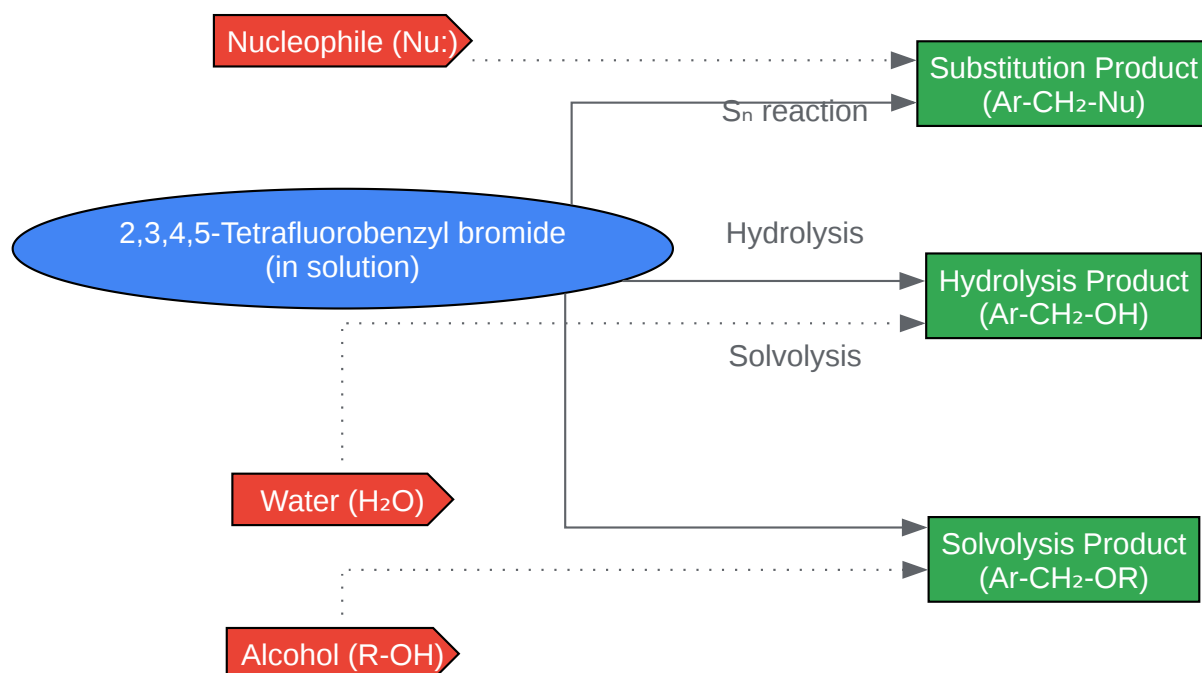 Nucleophile (Nu:)
Substitution Product
(Ar-CH₂-Nu)
Sₙ reaction
2,3,4,5-Tetrafluorobenzyl bromide
(in solution)
Hydrolysis
Hydrolysis Product
(Ar-CH₂-OH)
Solvolysis
Water (H₂O)
Solvolysis Product
(Ar-CH₂-OR)
Alcohol (R-OH)